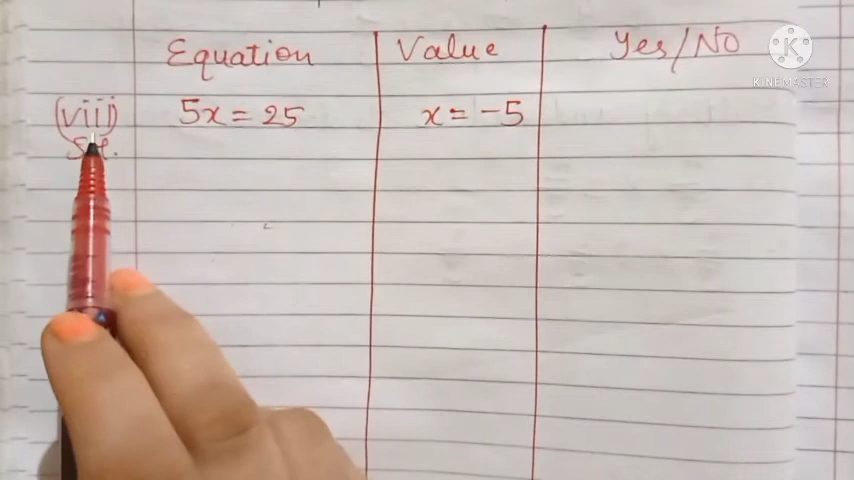 Equation Value Yes/No
(viii) 5x = 25 x = -5
K
KINEMASTER